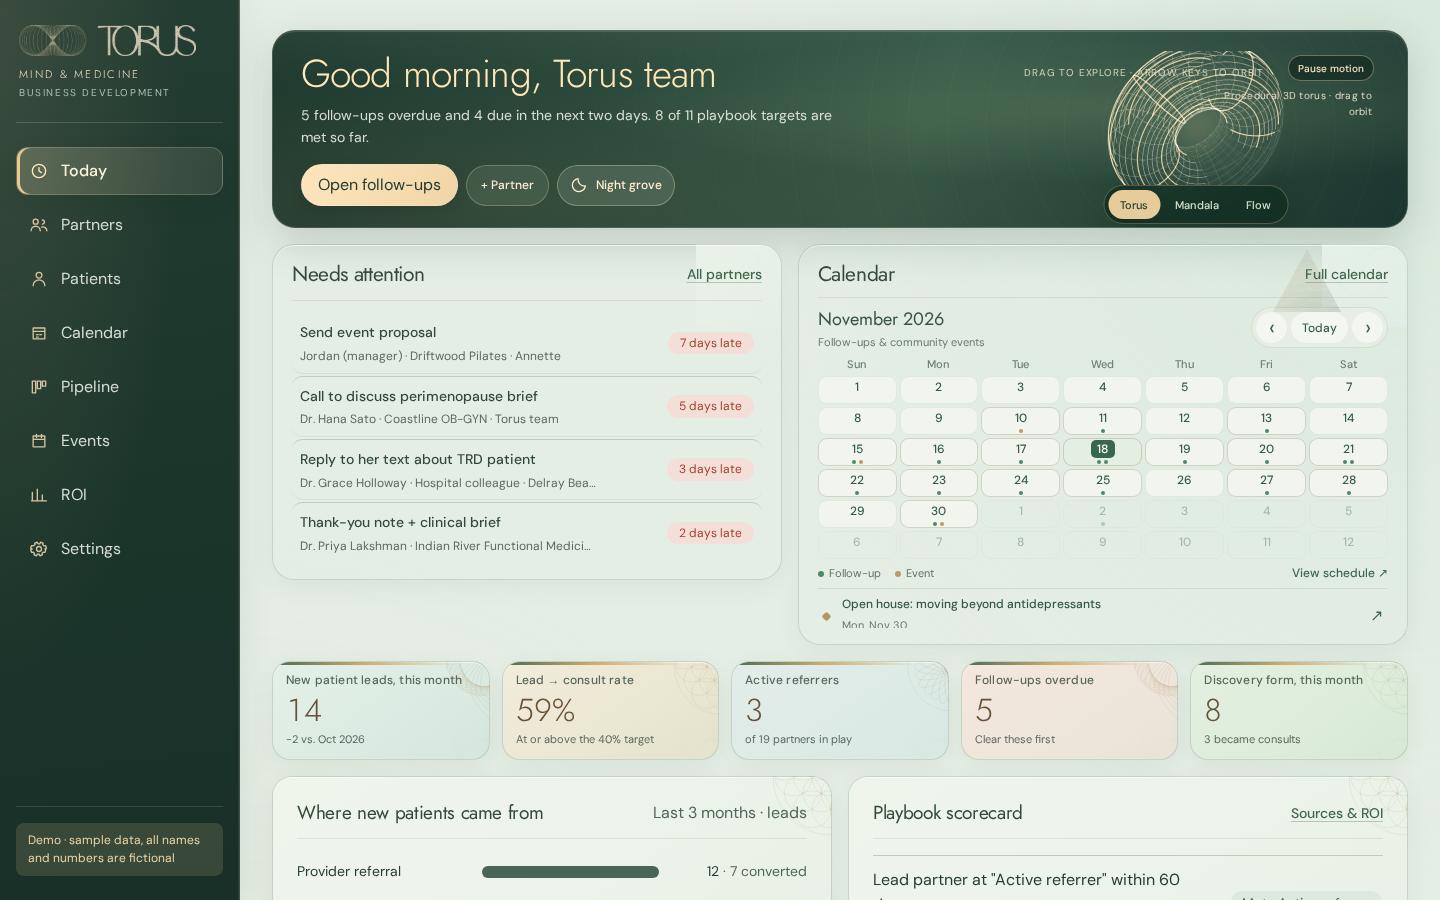 TORUS
MIND & MEDICINE
BUSINESS DEVELOPMENT
Today
Partners
Patients
Calendar
Pipeline
Events
ROI
Settings
Demo · sample data, all names
and numbers are fictional
Good morning, Torus team
5 follow-ups overdue and 4 due in the next two days. 8 of 11 playbook targets are
met so far.
Open follow-ups
+ Partner
Night grove
DRAG TO EXPLORE · ARROW KEYS TO ORBIT
Pause motion
Procedural 3D torus · drag to
orbit
Torus
Mandala
Flow
Needs attention
All partners
Send event proposal
Jordan (manager) · Driftwood Pilates · Annette
7 days late
Call to discuss perimenopause brief
Dr. Hana Sato · Coastline OB-GYN · Torus team
5 days late
Reply to her text about TRD patient
Dr. Grace Holloway · Hospital colleague · Delray Bea…
3 days late
Thank-you note + clinical brief
Dr. Priya Lakshman · Indian River Functional Medici…
2 days late
Calendar
Full calendar
November 2026
Follow-ups & community events
‹ Today ›
Sun Mon Tue Wed Thu Fri Sat
1 2 3 4 5 6 7
8 9 10 11 12 13 14
15 16 17 18 19 20 21
22 23 24 25 26 27 28
29 30 1 2 3 4 5
6 7 8 9 10 11 12
Follow-up
Event
View schedule ↗
Open house: moving beyond antidepressants
Mon, Nov 30
↗
New patient leads, this month
14
-2 vs. Oct 2026
Lead → consult rate
59%
At or above the 40% target
Active referrers
3
of 19 partners in play
Follow-ups overdue
5
Clear these first
Discovery form, this month
8
3 became consults
Where new patients came from
Last 3 months · leads
Provider referral
12 · 7 converted
Playbook scorecard
Sources & ROI
Lead partner at "Active referrer" within 60